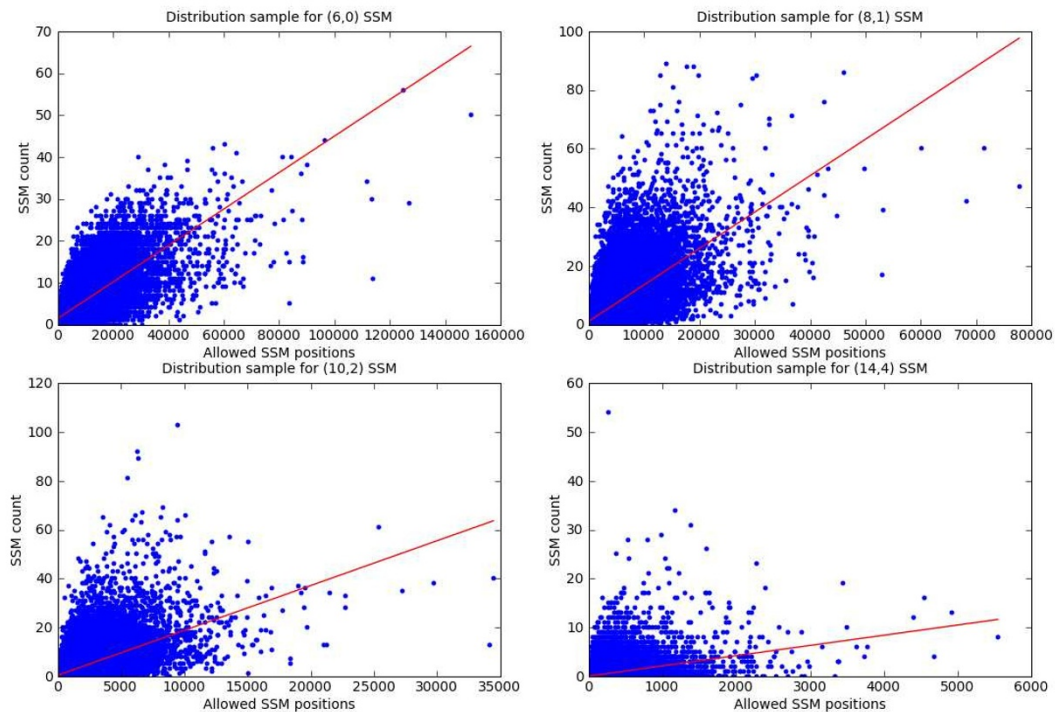 Distribution sample for (6,0) SSM
70
60
50
40
30
20
10
0
SSM count
0 20000 40000 60000 80000 100000 120000 140000 160000
Allowed SSM positions
Distribution sample for (8,1) SSM
100
80
60
40
20
0
SSM count
0 10000 20000 30000 40000 50000 60000 70000 80000
Allowed SSM positions
Distribution sample for (10,2) SSM
120
100
80
60
40
20
0
SSM count
0 5000 10000 15000 20000 25000 30000 35000
Allowed SSM positions
Distribution sample for (14,4) SSM
60
50
40
30
20
10
0
SSM count
0 1000 2000 3000 4000 5000 6000
Allowed SSM positions